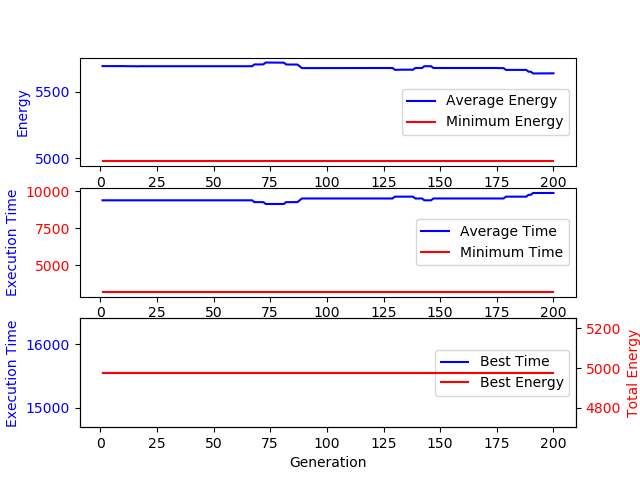 Energy
5500
5000
Average Energy
Minimum Energy
0 25 50 75 100 125 150 175 200
Execution Time
10000
7500
5000
Average Time
Minimum Time
0 25 50 75 100 125 150 175 200
Execution Time
16000
15000
Best Time
Best Energy
5200
5000
4800
Total Energy
0 25 50 75 100 125 150 175 200
Generation